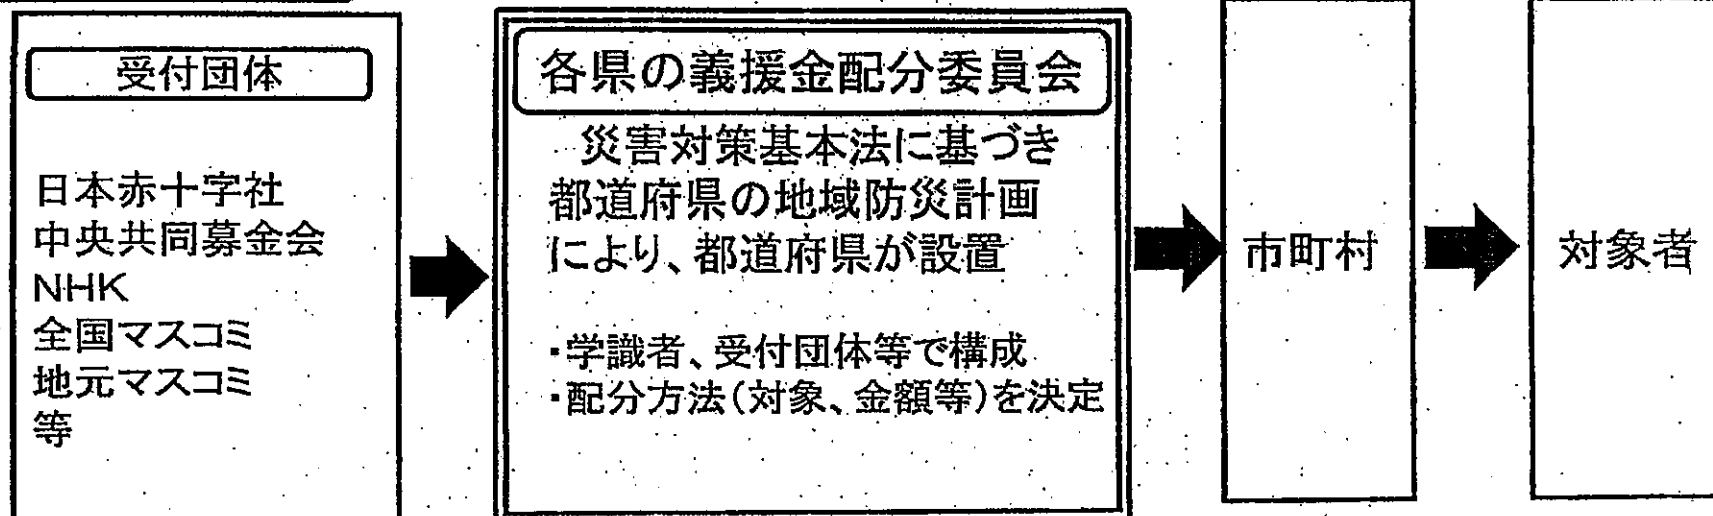 受付団体
日本赤十字社
中央共同募金会
NHK
全国マスコミ
地元マスコミ
等
各県の義援金配分委員会
災害対策基本法に基づき
都道府県の地域防災計画
により、都道府県が設置
・学識者、受付団体等で構成
・配分方法(対象、金額等)を決定
市町村
対象者